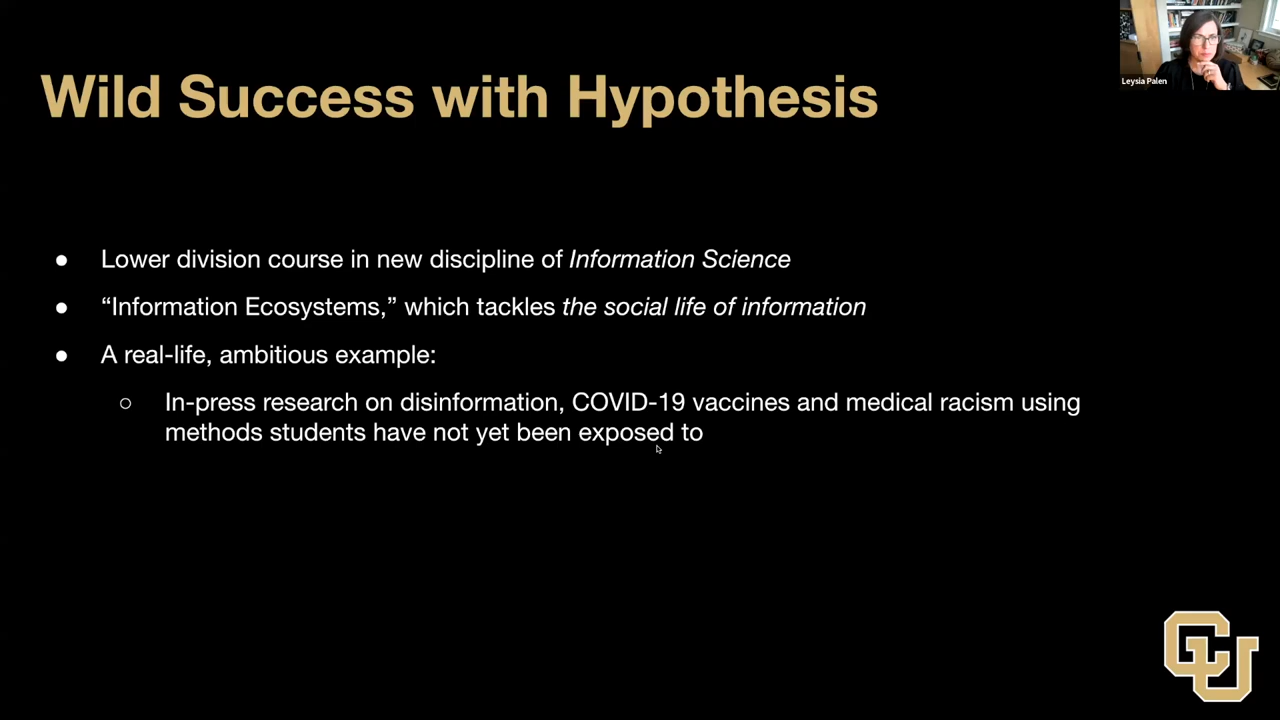 Leysia Palen
Wild Success with Hypothesis
● Lower division course in new discipline of Information Science
● “Information Ecosystems,” which tackles the social life of information
● A real-life, ambitious example:
○ In-press research on disinformation, COVID-19 vaccines and medical racism using
methods students have not yet been exposed to
CU